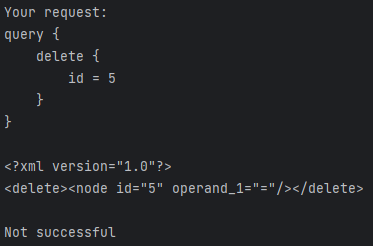 Your request:
query {
    delete {
        id = 5
    }
}
<?xml version="1.0"?>
<delete><node id="5" operand_1="="/></delete>
Not successful